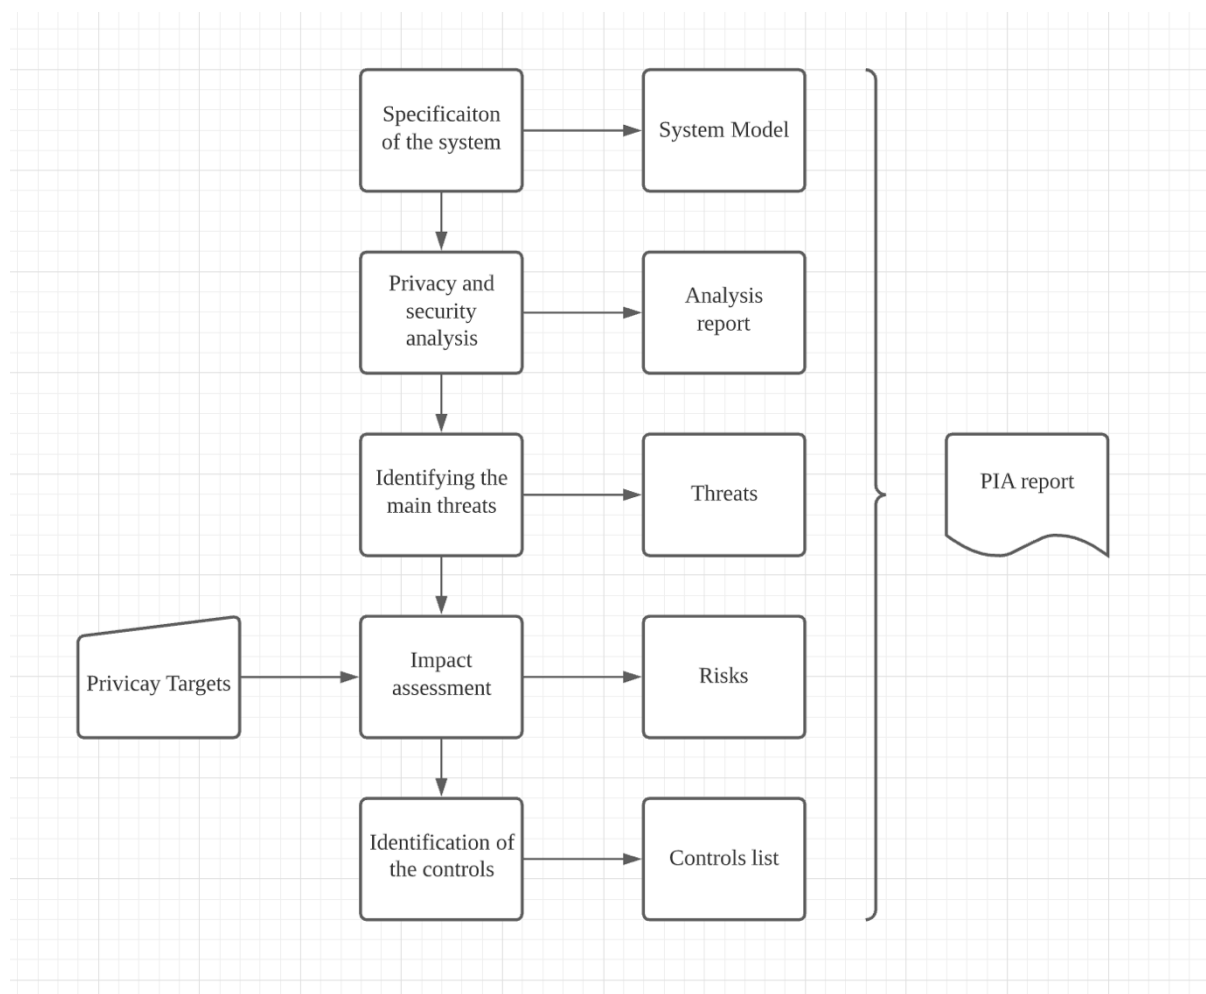 Specificaiton
of the system
System Model
Privacy and
security
analysis
Analysis
report
Identifying the
main threats
Threats
PIA report
Privicay Targets
Impact
assessment
Risks
Identification of
the controls
Controls list